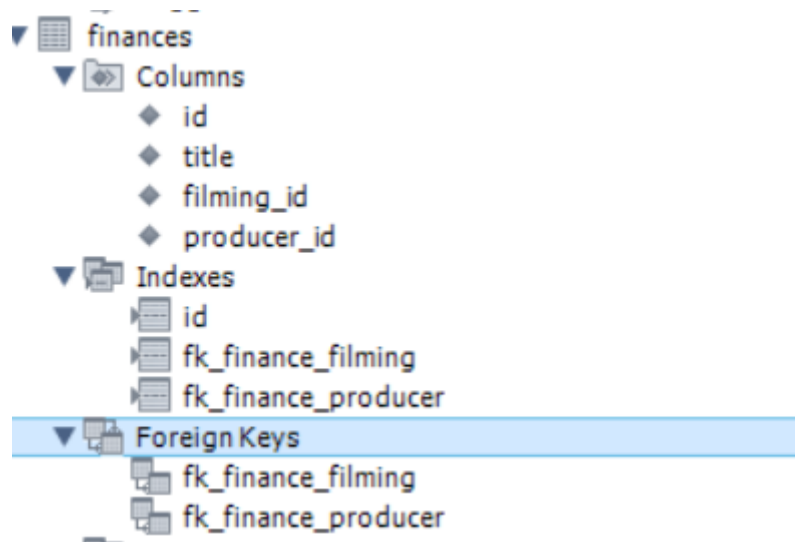 finances
Columns
id
title
filming_id
producer_id
Indexes
id
fk_finance_filming
fk_finance_producer
Foreign Keys
fk_finance_filming
fk_finance_producer